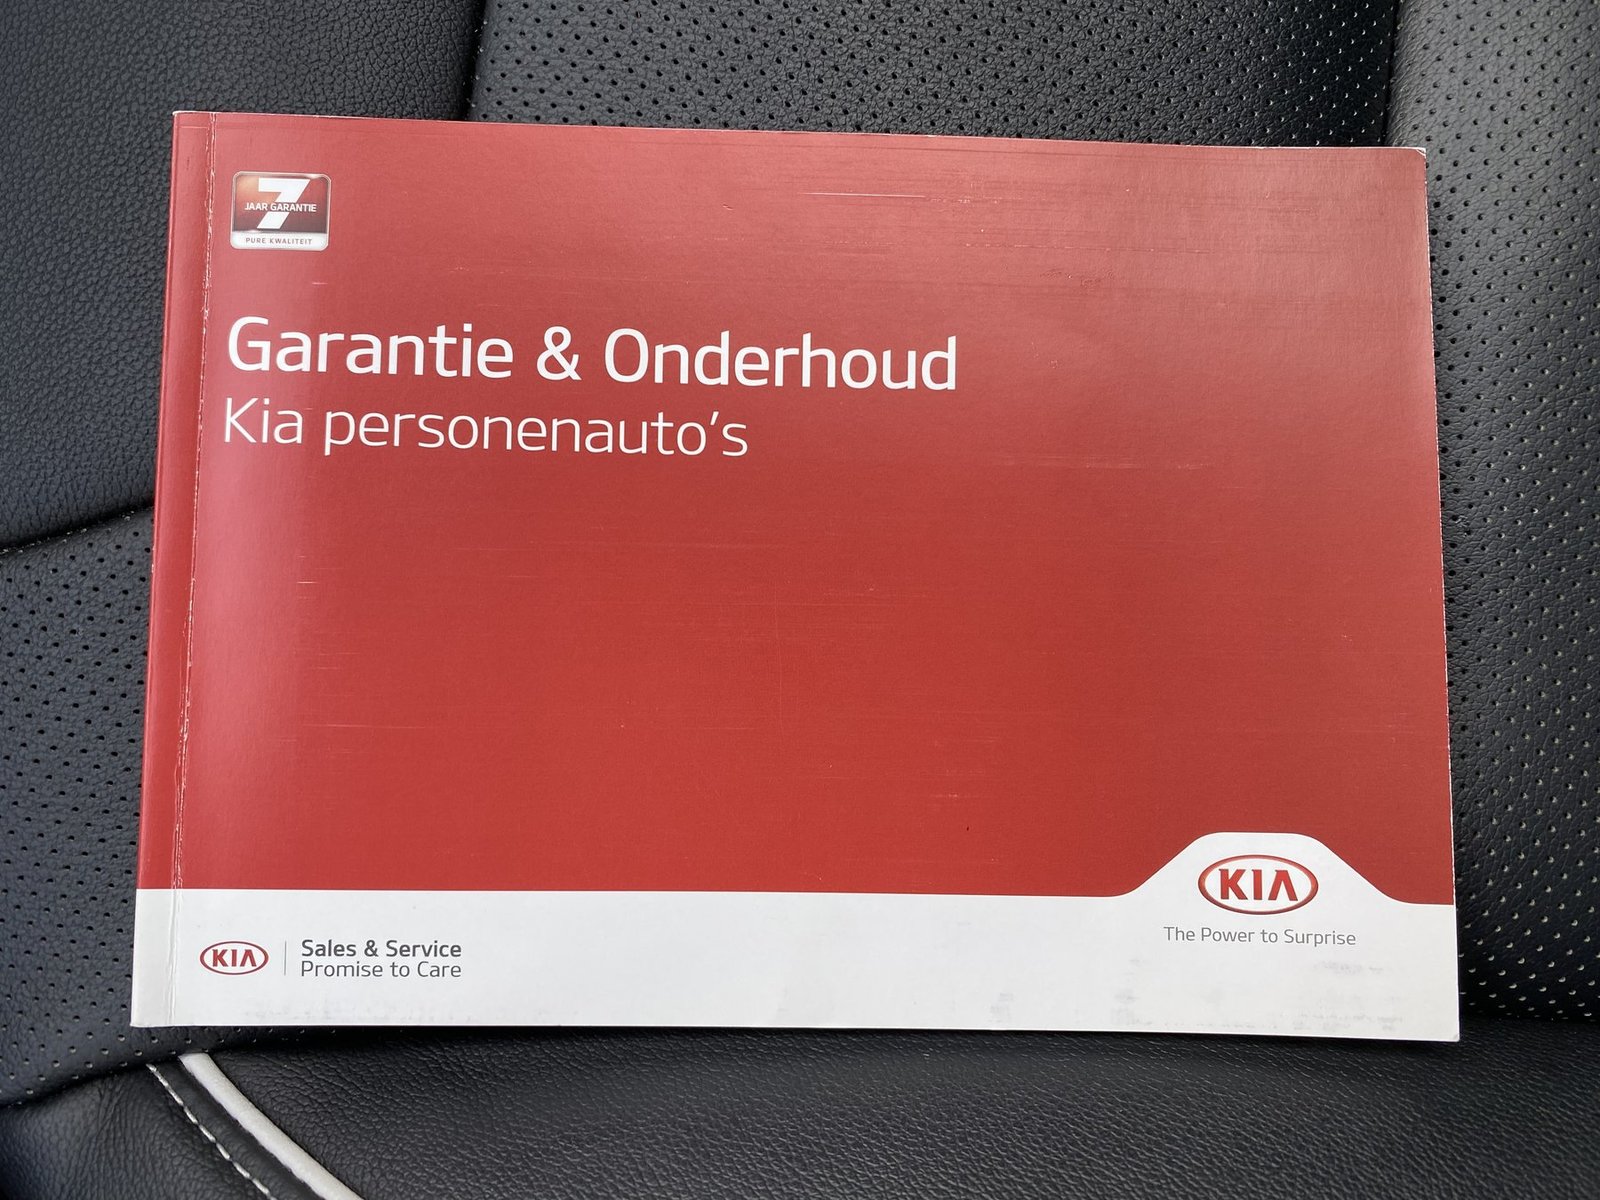 7
JAAR GARANTIE
PURE KWALITEIT
Garantie & Onderhoud
Kia personenauto's
KIA
The Power to Surprise
KIA
Sales & Service
Promise to Care